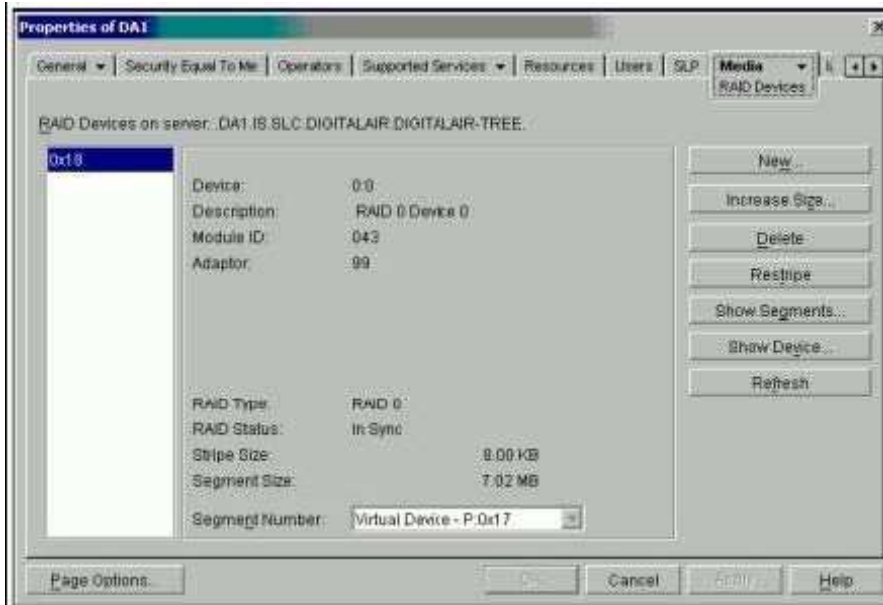 Properties of DA1
General
Security Equal To Me
Operators
Supported Services
Resources
Users
SLP
Media
RAID Devices
RAID Devices on server: .DA1.IS.SLC.DIGITALAIR.DIGITALAIR-TREE.
0x18
Device: 0:0
Description: RAID 0 Device 0
Module ID: 043
Adaptor: 99
RAID Type: RAID 0
RAID Status: In Sync
Stripe Size: 8.00 KB
Segment Size: 7.02 MB
Segment Number: Virtual Device - P:0x17
New...
Increase Size...
Delete
Restripe
Show Segments...
Show Device...
Refresh
Page Options...
Cancel
Help